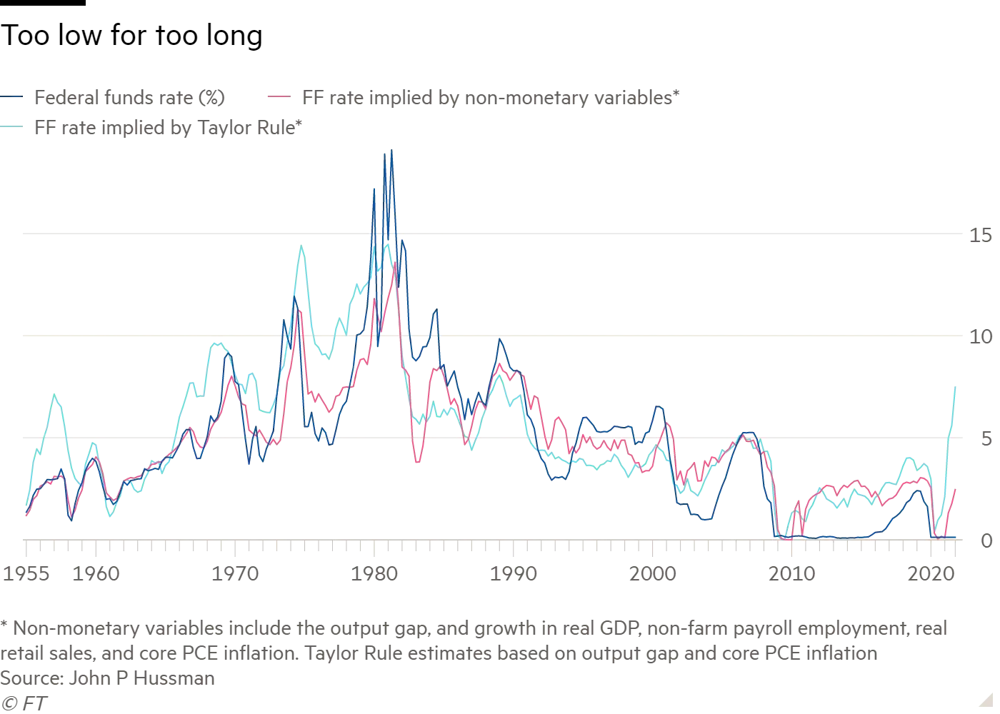 Too low for too long
Federal funds rate (%)
FF rate implied by non-monetary variables*
FF rate implied by Taylor Rule*
15
10
5
0
1955 1960 1970 1980 1990 2000 2010 2020
* Non-monetary variables include the output gap, and growth in real GDP, non-farm payroll employment, real
retail sales, and core PCE inflation. Taylor Rule estimates based on output gap and core PCE inflation
Source: John P Hussman
© FT